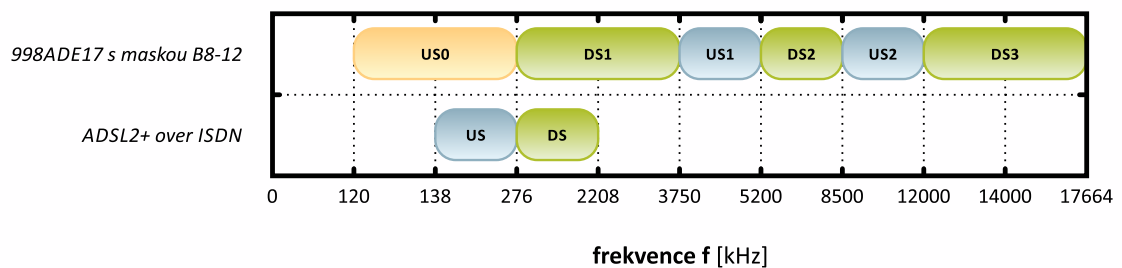 998ADE17 s maskou B8-12
US0 DS1 US1 DS2 US2 DS3
ADSL2+ over ISDN
US DS
0 120 138 276 2208 3750 5200 8500 12000 14000 17664
frekvence f [kHz]